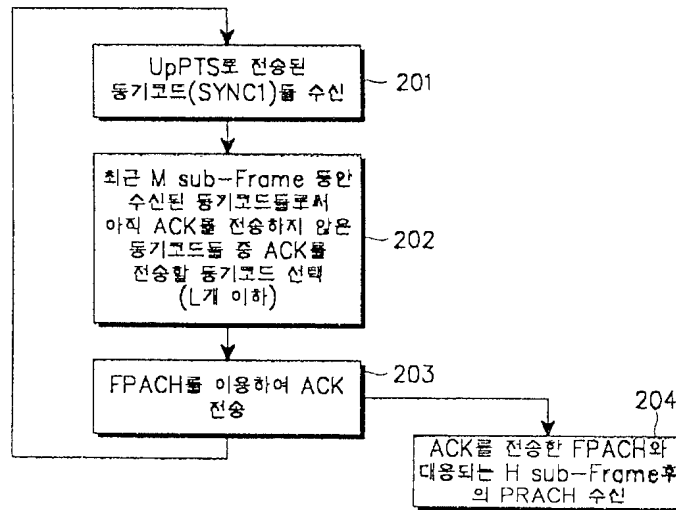 UpPTS로 전송된
동기코드(SYNC1)들 수신
201
최근 M sub-Frame 동안
수신된 동기코드들로써
아직 ACK를 전송하지 않은
동기코드들 중 ACK를
전송할 동기코드 선택
(L개 이하)
202
FPACH를 이용하여 ACK
전송
203
204
ACK를 전송한 FPACH와
대응되는 H sub-Frame후
의 PRACH 수신